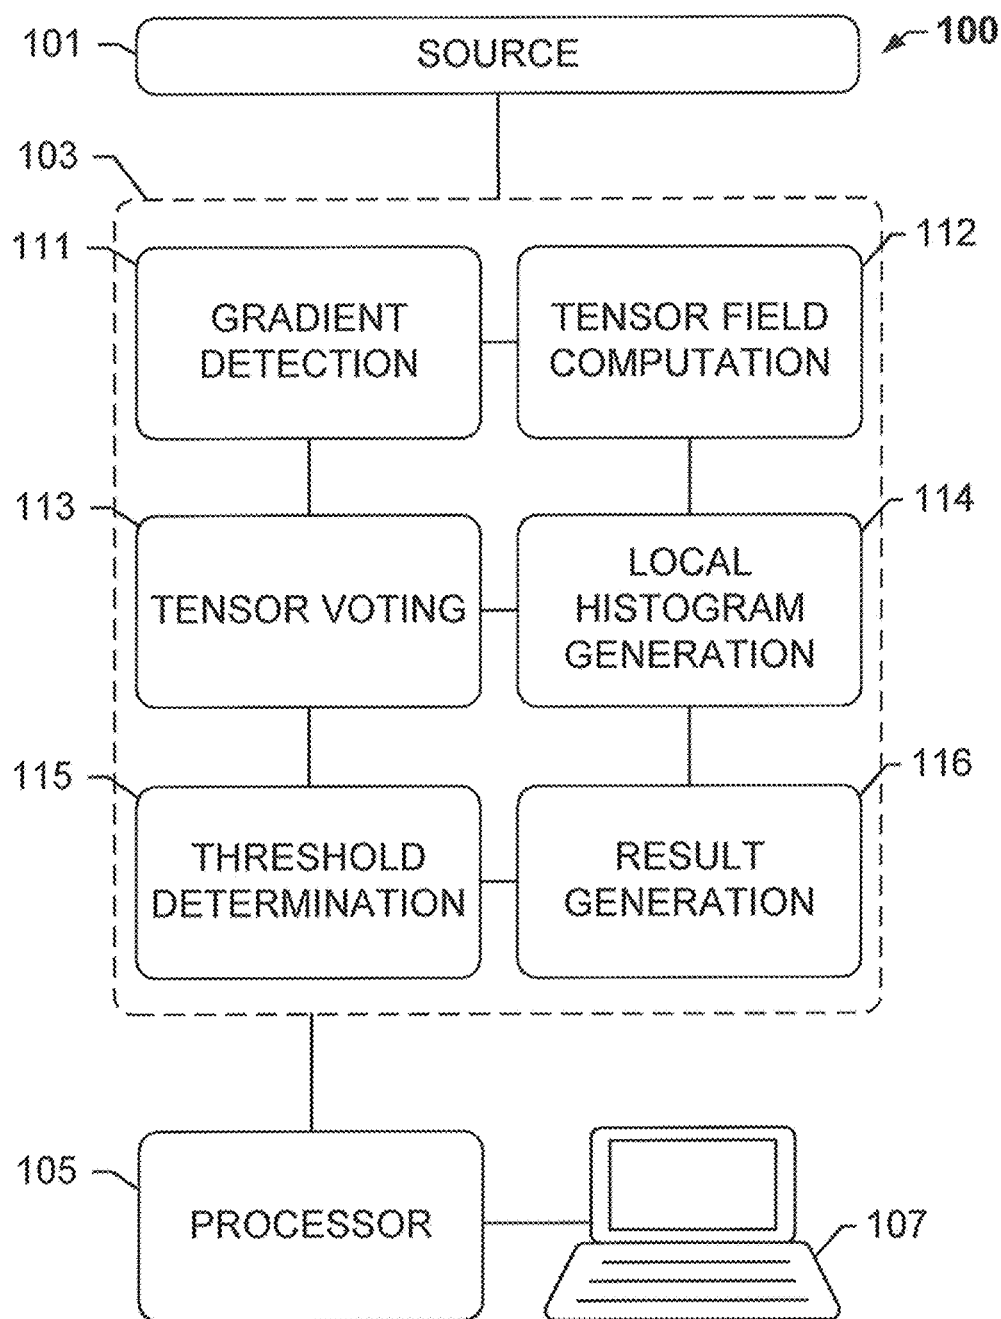 100
101
SOURCE
103
111
GRADIENT
DETECTION
112
TENSOR FIELD
COMPUTATION
113
TENSOR VOTING
114
LOCAL
HISTOGRAM
GENERATION
115
THRESHOLD
DETERMINATION
116
RESULT
GENERATION
105
PROCESSOR
107